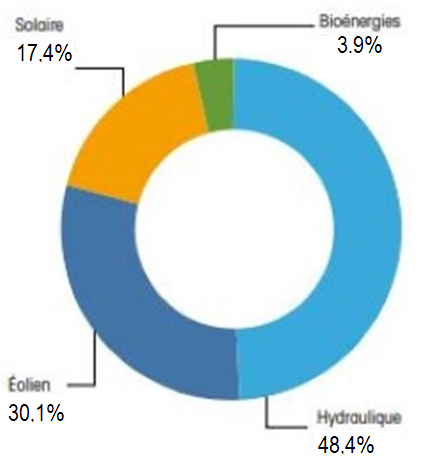 Solaire
17.4%
Bioénergies
3.9%
Éolien
30.1%
Hydraulique
48.4%